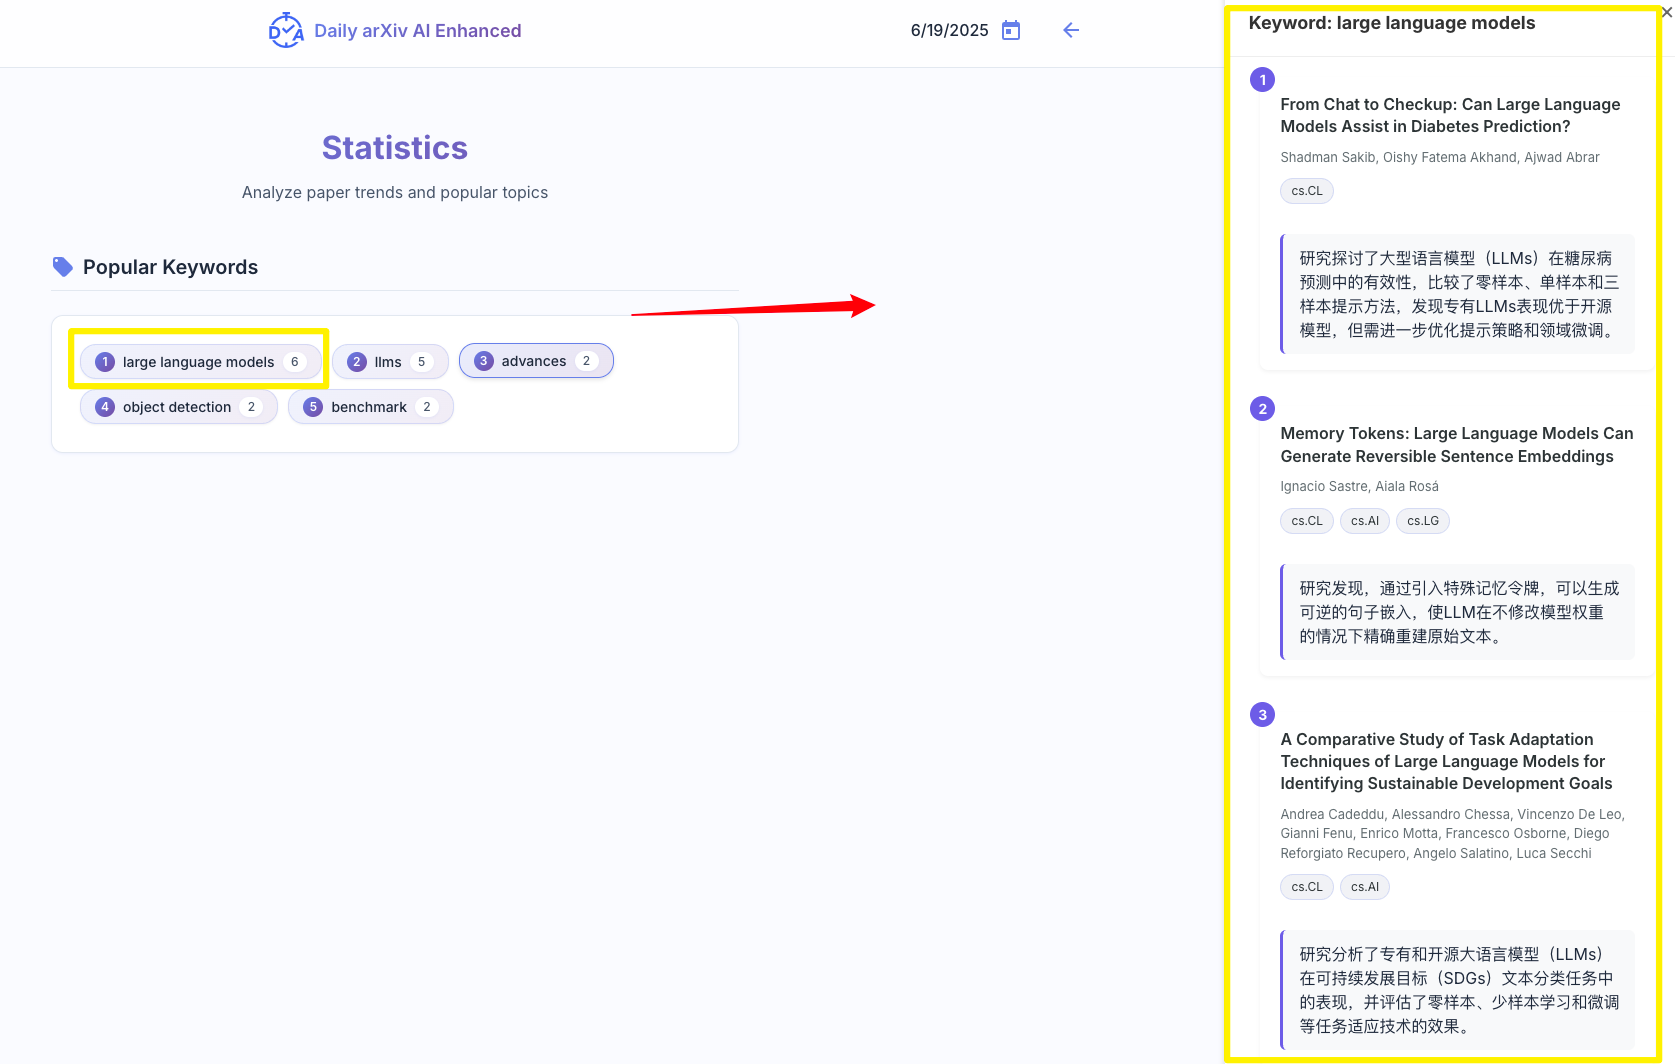 Daily arXiv AI Enhanced
6/19/2025
Statistics
Analyze paper trends and popular topics
Popular Keywords
1 large language models 6
2 llms 5
3 advances 2
4 object detection 2
5 benchmark 2
Keyword: large language models
1
From Chat to Checkup: Can Large Language
Models Assist in Diabetes Prediction?
Shadman Sakib, Oishy Fatema Akhand, Ajwad Abrar
cs.CL
研究探讨了大型语言模型（LLMs）在糖尿病
预测中的有效性，比较了零样本、单样本和三
样本提示方法，发现专有LLMs表现优于开源
模型，但需进一步优化提示策略和领域微调。
2
Memory Tokens: Large Language Models Can
Generate Reversible Sentence Embeddings
Ignacio Sastre, Aiala Rosá
cs.CL cs.AI cs.LG
研究发现，通过引入特殊记忆令牌，可以生成
可逆的句子嵌入，使LLM在不修改模型权重
的情况下精确重建原始文本。
3
A Comparative Study of Task Adaptation
Techniques of Large Language Models for
Identifying Sustainable Development Goals
Andrea Cadeddu, Alessandro Chessa, Vincenzo De Leo,
Gianni Fenu, Enrico Motta, Francesco Osborne, Diego
Reforgiato Recupero, Angelo Salatino, Luca Secchi
cs.CL cs.AI
研究分析了专有和开源大语言模型（LLMs）
在可持续发展目标（SDGs）文本分类任务中
的表现，并评估了零样本、少样本学习和微调
等任务适应技术的效果。